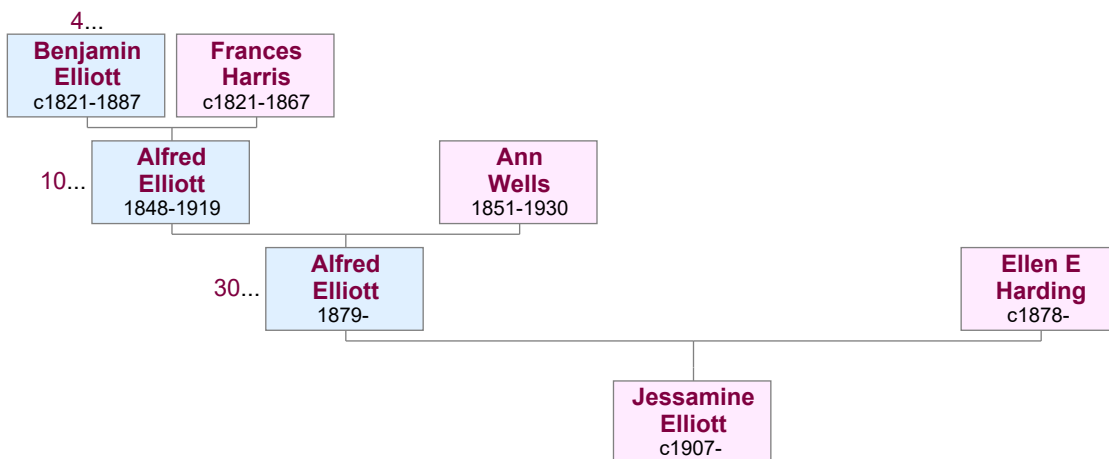 4...
Benjamin
Elliott
c1821-1887
Frances
Harris
c1821-1867
10...
Alfred
Elliott
1848-1919
Ann
Wells
1851-1930
30...
Alfred
Elliott
1879-
Ellen E
Harding
c1878-
Jessamine
Elliott
c1907-